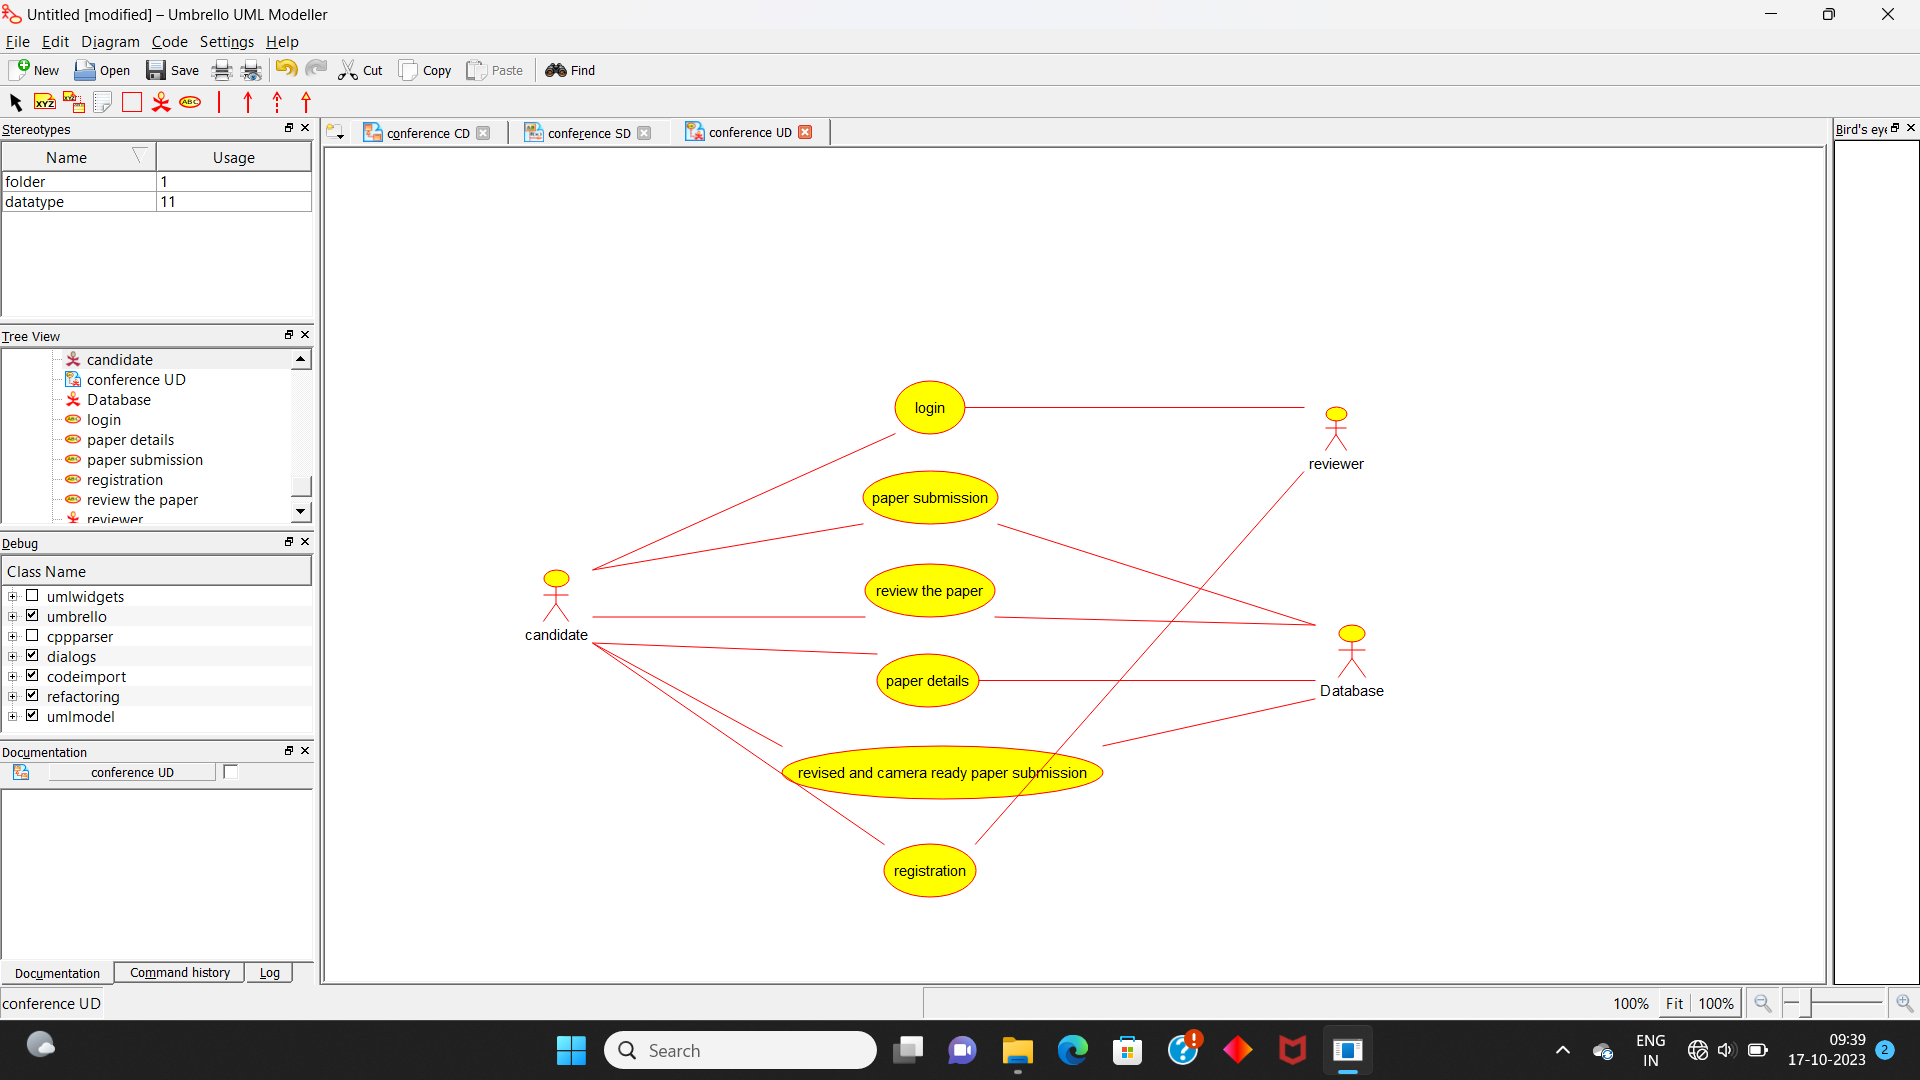 Untitled [modified] – Umbrello UML Modeller
File Edit Diagram Code Settings Help
New Open Save Cut Copy Paste Find
XYZ XYZ ABC
Stereotypes
Name Usage
folder 1
datatype 11
Tree View
candidate
conference UD
Database
login
paper details
paper submission
registration
review the paper
reviewer
Debug
Class Name
umlwidgets
umbrello
cppparser
dialogs
codeimport
refactoring
umlmodel
Documentation
conference UD
Documentation Command history Log
conference UD
conference CD conference SD conference UD
Bird's eye
login
reviewer
paper submission
review the paper
candidate
paper details
Database
revised and camera ready paper submission
registration
100% Fit 100%
Search
ENG
IN
09:39
17-10-2023
2